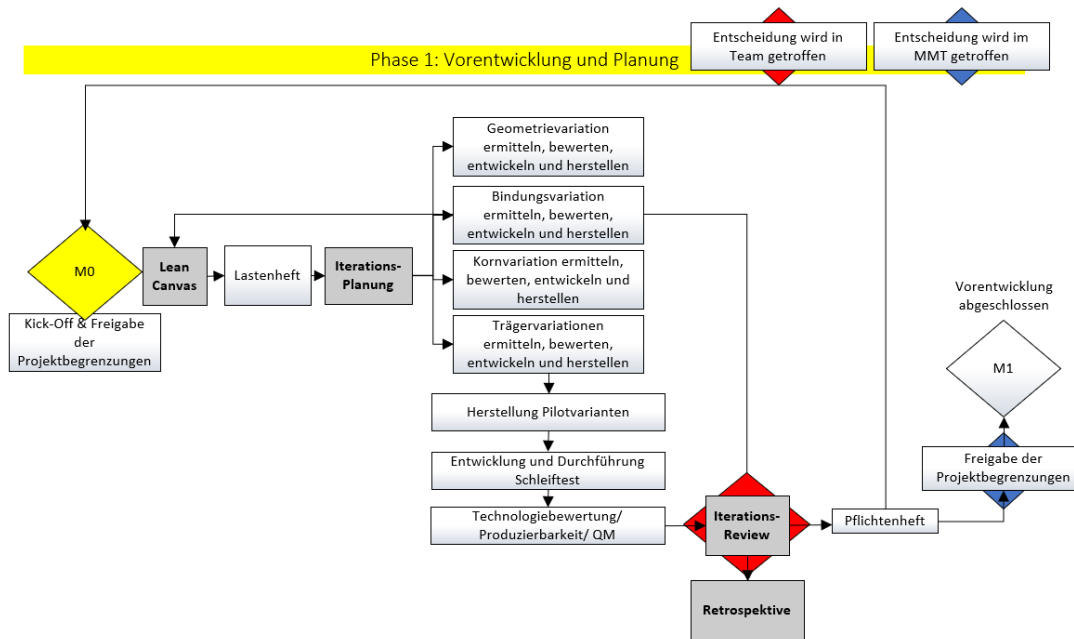 Entscheidung wird in
Team getroffen
Entscheidung wird im
MMT getroffen
Phase 1: Vorentwicklung und Planung
Geometrievariation
ermitteln, bewerten,
entwickeln und herstellen
Bindungsvariation
ermitteln, bewerten,
entwickeln und herstellen
M0
Lean
Canvas
Lastenheft
Iterations-
Planung
Kornvariation ermitteln,
bewerten, entwickeln und
herstellen
Kick-Off & Freigabe
der
Projektbegrenzungen
Trägervariationen
ermitteln, bewerten,
entwickeln und herstellen
Vorentwicklung
abgeschlossen
M1
Herstellung Pilotvarianten
Entwicklung und Durchführung
Schleiftest
Freigabe der
Projektbegrenzungen
Technologiebewertung/
Produzierbarkeit/ QM
Iterations-
Review
Pflichtenheft
Retrospektive